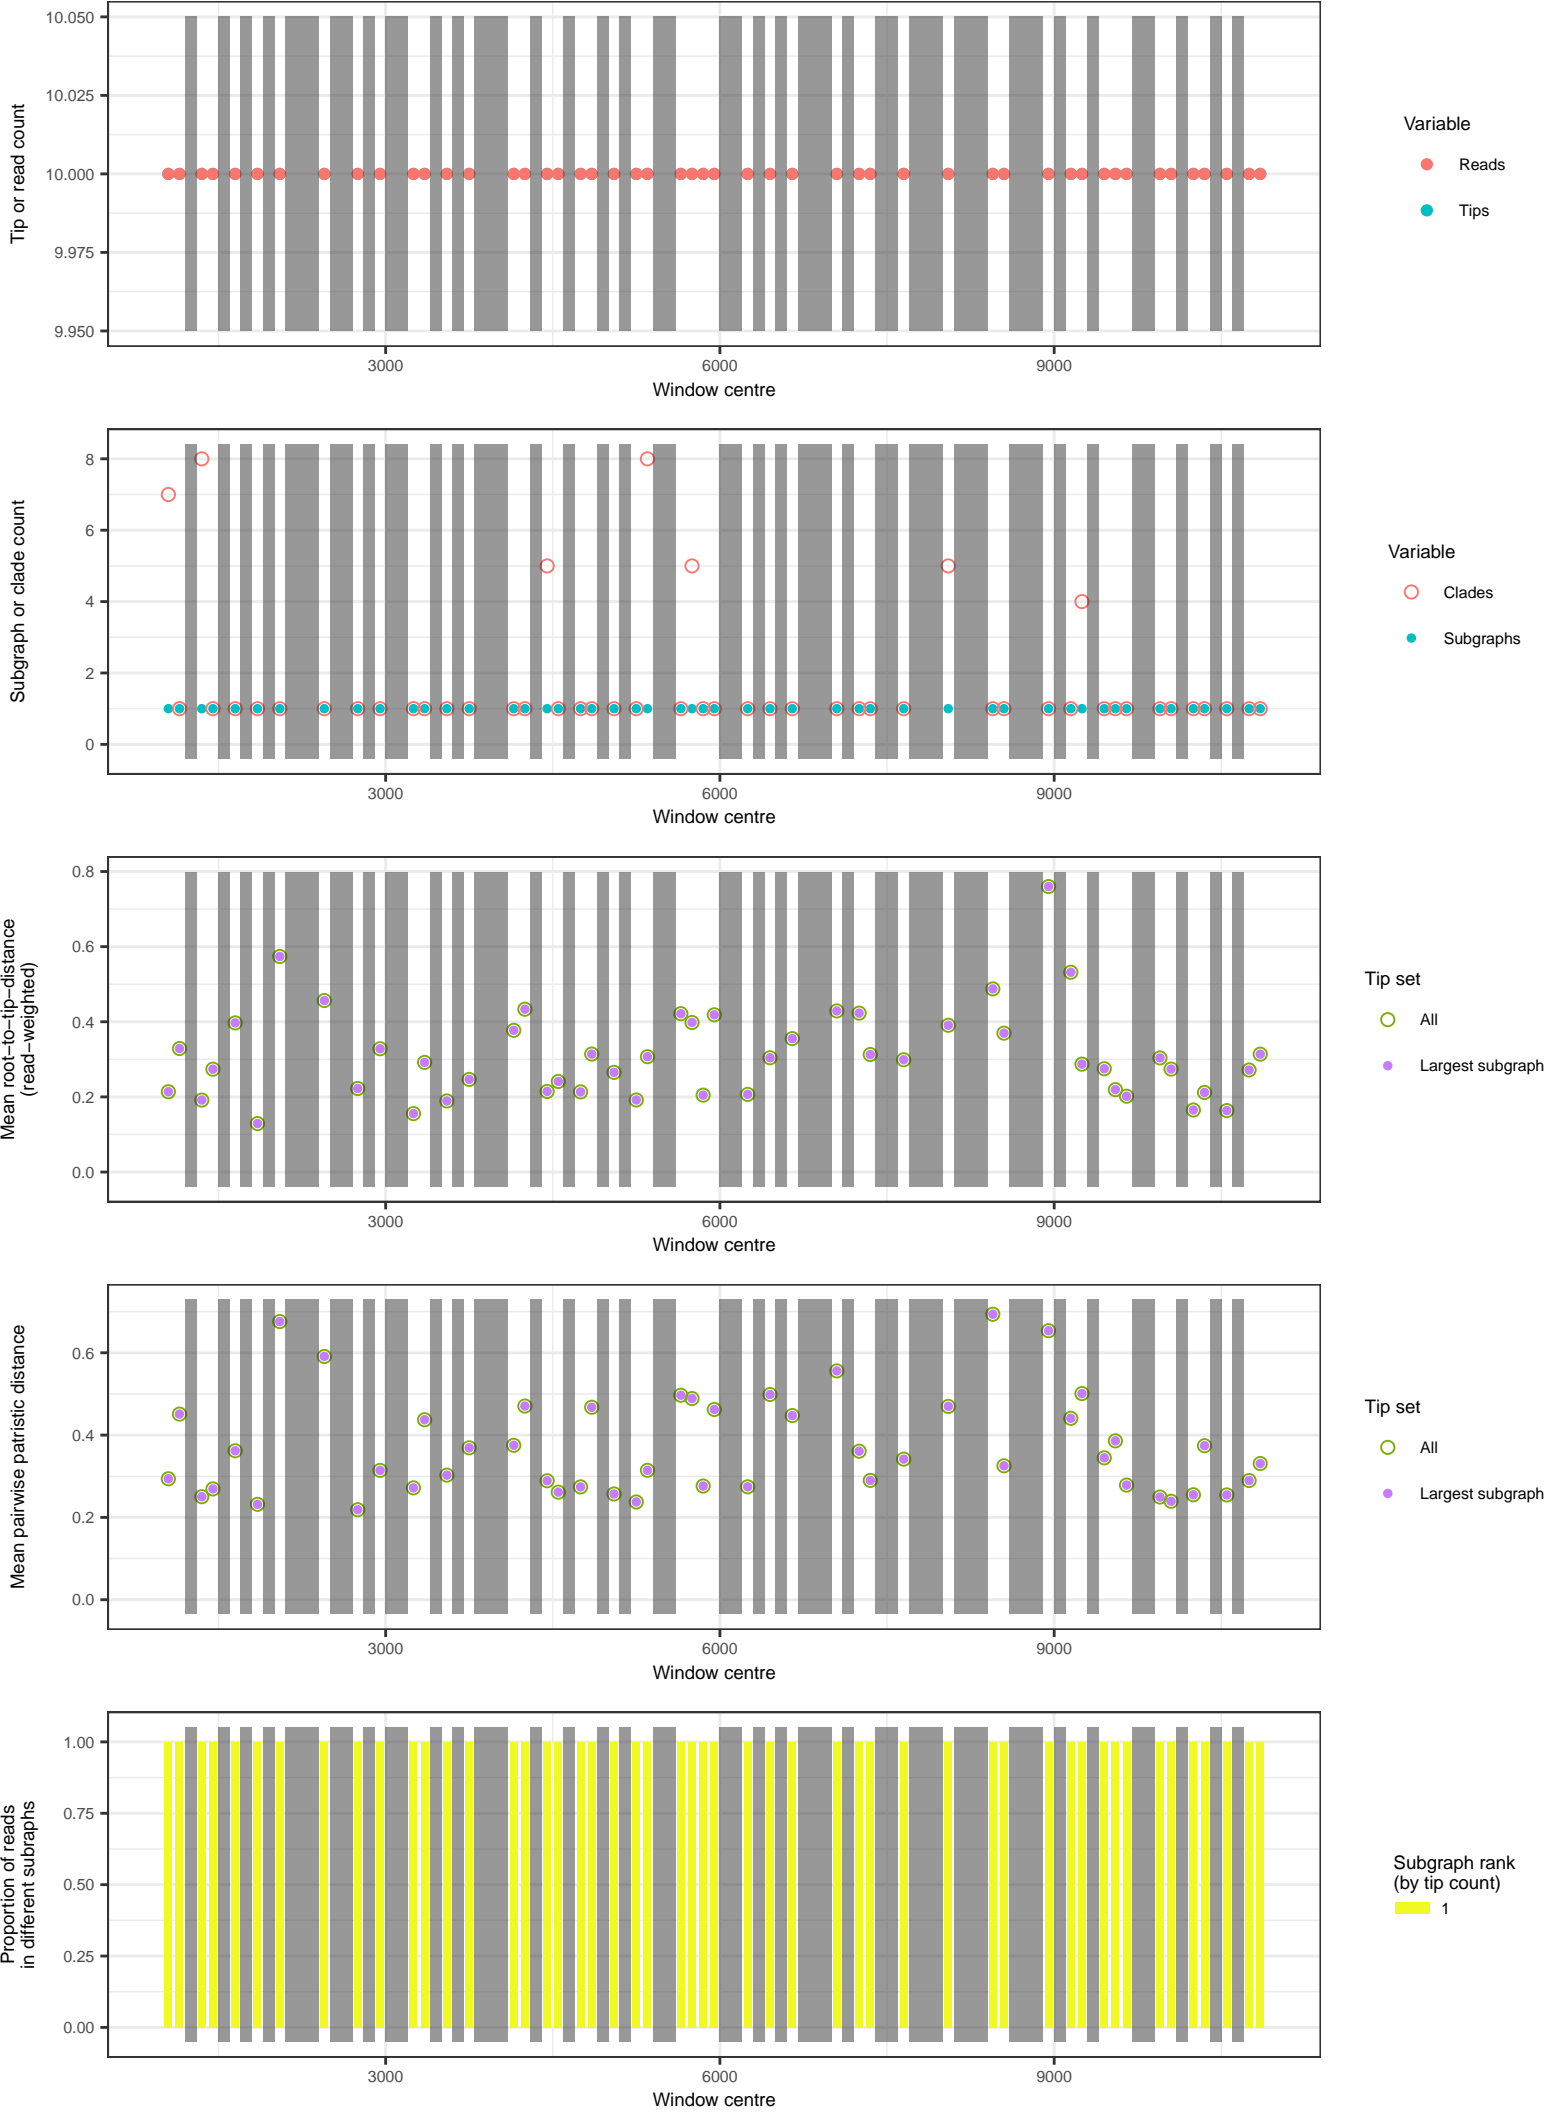 10.050
10.025
10.000
9.975
9.950
Tip or read count
3000
6000
9000
Window centre
Variable
Reads
Tips
8
6
4
2
0
Subgraph or clade count
3000
6000
9000
Window centre
Variable
Clades
Subgraphs
0.8
0.6
0.4
0.2
0.0
Mean root−to−tip−distance
(read−weighted)
3000
6000
9000
Window centre
Tip set
All
Largest subgraph
0.6
0.4
0.2
0.0
Mean pairwise patristic distance
3000
6000
9000
Window centre
Tip set
All
Largest subgraph
1.00
0.75
0.50
0.25
0.00
Proportion of reads
in different subraphs
3000
6000
9000
Window centre
Subgraph rank
(by tip count)
1